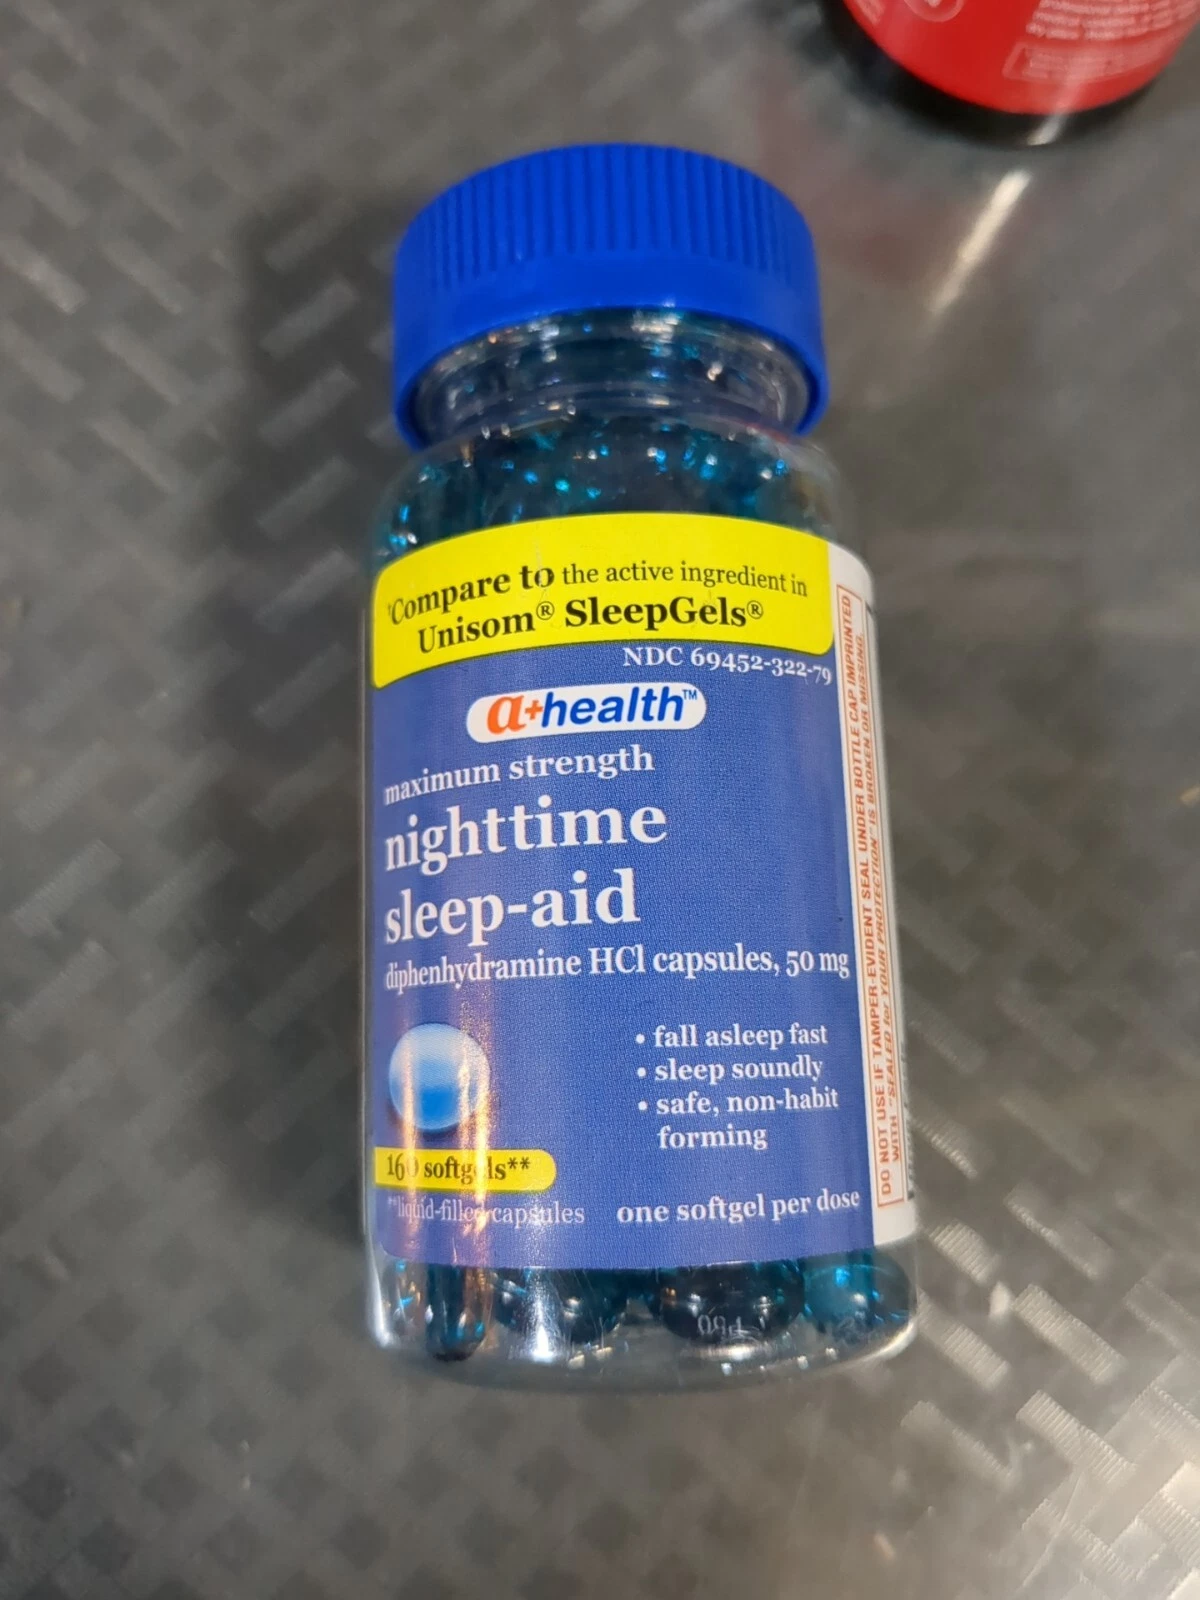 †Compare to the active ingredient in
Unisom® SleepGels®
NDC 69452-322-79
a+health™
maximum strength
nighttime
sleep-aid
diphenhydramine HCl capsules, 50 mg
• fall asleep fast
• sleep soundly
• safe, non-habit
forming
160 softgels**
**liquid-filled capsules
one softgel per dose
DO NOT USE IF TAMPER-EVIDENT SEAL UNDER BOTTLE CAP IMPRINTED
WITH "SEALED for YOUR PROTECTION" IS BROKEN OR MISSING.
P90